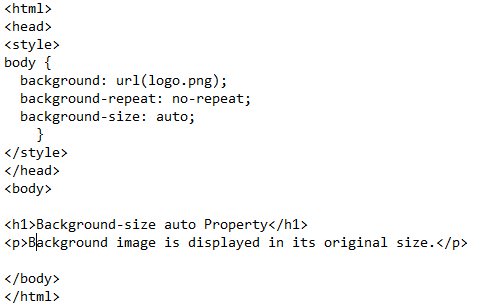 <html>
<head>
<style>
body {
  background: url(logo.png);
  background-repeat: no-repeat;
  background-size: auto;
    }
</style>
</head>
<body>

<h1>Background-size auto Property</h1>
<p>Background image is displayed in its original size.</p>

</body>
</html>